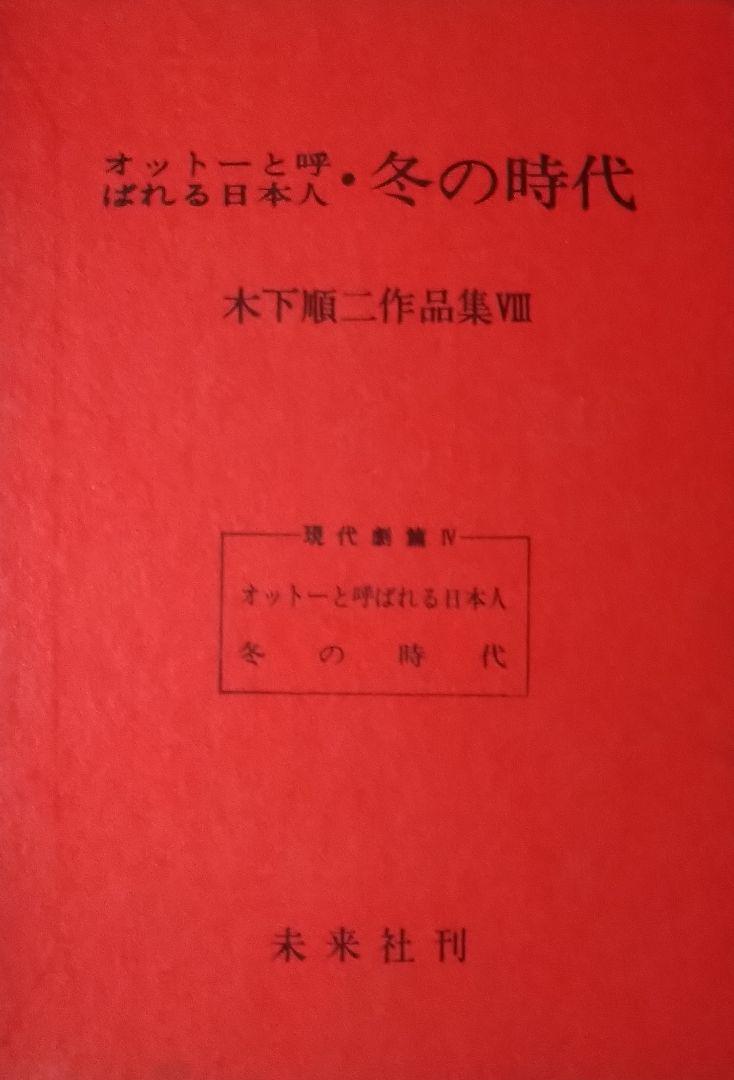 オットーと呼
ばれる日本人・冬の時代
木下順二作品集Ⅷ
現代劇篇Ⅳ
オットーと呼ばれる日本人
冬の時代
未来社刊